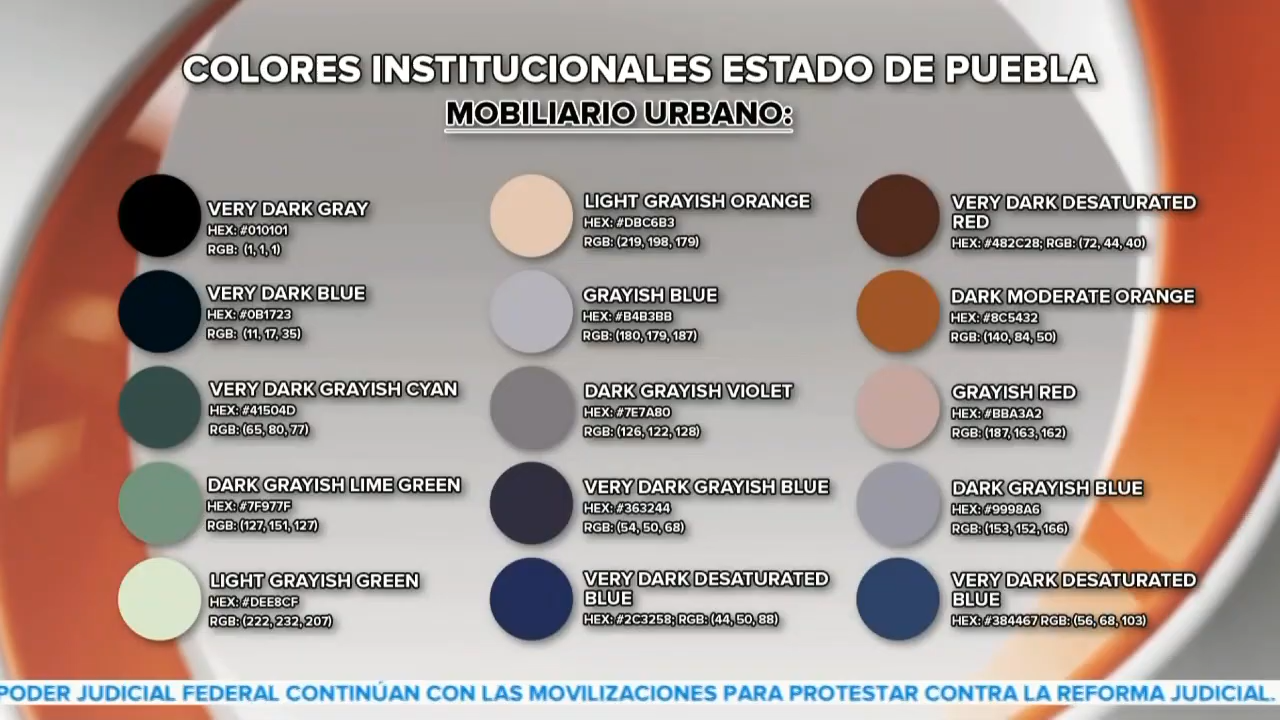 COLORES INSTITUCIONALES ESTADO DE PUEBLA
MOBILIARIO URBANO:
VERY DARK GRAY
HEX: #010101
RGB: (1, 1, 1)
VERY DARK BLUE
HEX: #0B1723
RGB: (11, 17, 35)
VERY DARK GRAYISH CYAN
HEX: #41504D
RGB: (65, 80, 77)
DARK GRAYISH LIME GREEN
HEX: #7F977F
RGB: (127, 151, 127)
LIGHT GRAYISH GREEN
HEX: #DEE8CF
RGB: (222, 232, 207)
LIGHT GRAYISH ORANGE
HEX: #DBC6B3
RGB: (219, 198, 179)
GRAYISH BLUE
HEX: #B4B3BB
RGB: (180, 179, 187)
DARK GRAYISH VIOLET
HEX: #7E7A80
RGB: (126, 122, 128)
VERY DARK GRAYISH BLUE
HEX: #363244
RGB: (54, 50, 68)
VERY DARK DESATURATED
BLUE
HEX: #2C3258; RGB: (44, 50, 88)
VERY DARK DESATURATED
RED
HEX: #482C28; RGB: (72, 44, 40)
DARK MODERATE ORANGE
HEX: #8C5432
RGB: (140, 84, 50)
GRAYISH RED
HEX: #BBA3A2
RGB: (187, 163, 162)
DARK GRAYISH BLUE
HEX: #9998A6
RGB: (153, 152, 166)
VERY DARK DESATURATED
BLUE
HEX: #384467 RGB: (56, 68, 103)
PODER JUDICIAL FEDERAL CONTINÚAN CON LAS MOVILIZACIONES PARA PROTESTAR CONTRA LA REFORMA JUDICIAL.